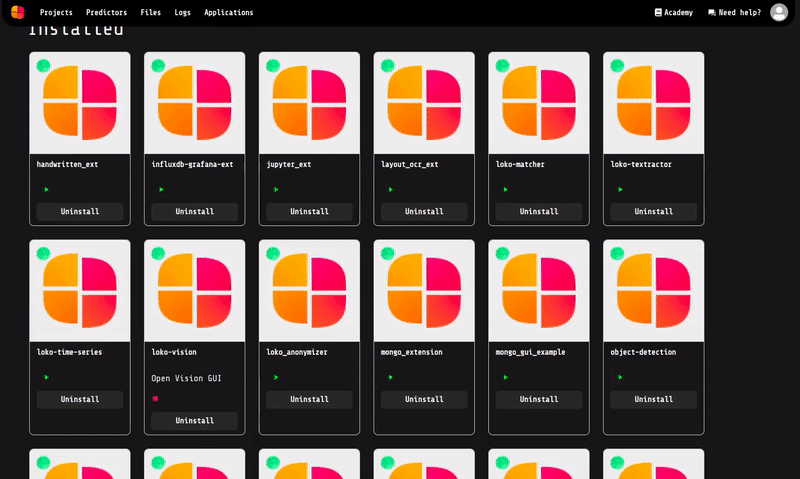 Projects Predictors Files Logs Applications Academy Need help?
Installed
handwritten_ext influxdb-grafana-ext jupyter_ext layout_ocr_ext loko-matcher loko-textractor
Uninstall Uninstall Uninstall Uninstall Uninstall Uninstall
loko-time-series loko-vision loko_anonymizer mongo_extension mongo_gui_example object-detection
Open Vision GUI
Uninstall Uninstall Uninstall Uninstall Uninstall
Uninstall